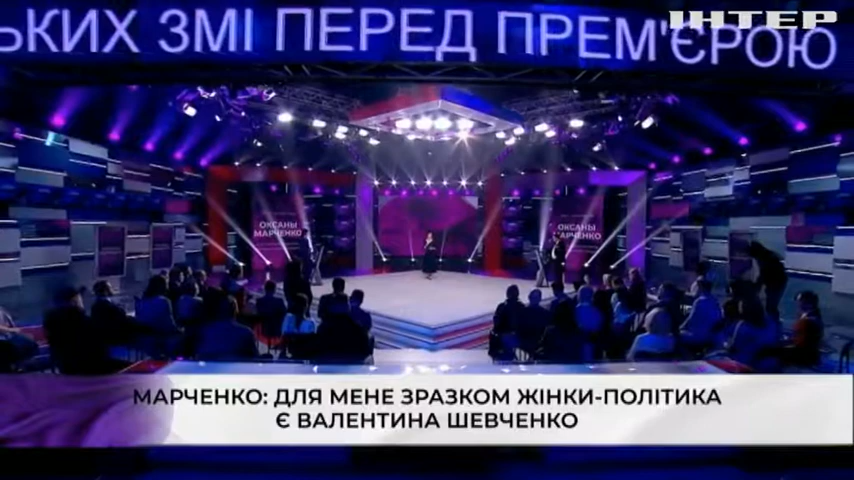 ЬКИХ ЗМІ ПЕРЕД ПРЕМ'ЄРОЮ
ІНТЕР
ОКСАНЫ
МАРЧЕНКО
ОКСАНЫ
МАРЧЕНКО
МАРЧЕНКО: ДЛЯ МЕНЕ ЗРАЗКОМ ЖІНКИ-ПОЛІТИКА
Є ВАЛЕНТИНА ШЕВЧЕНКО